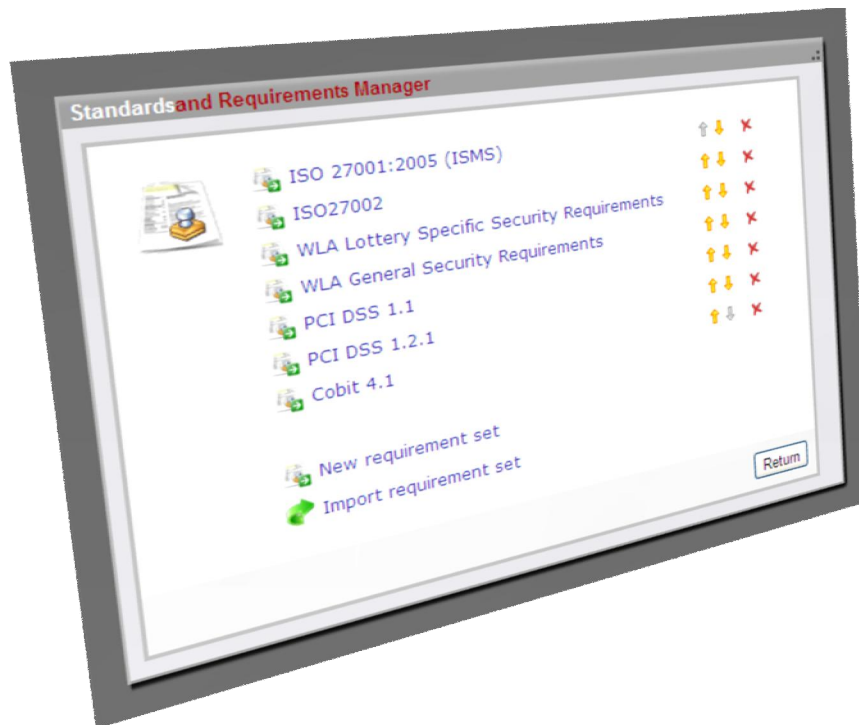 Standardsand Requirements Manager
ISO 27001:2005 (ISMS)
ISO27002
WLA Lottery Specific Security Requirements
WLA General Security Requirements
PCI DSS 1.1
PCI DSS 1.2.1
Cobit 4.1
New requirement set
Import requirement set
Return